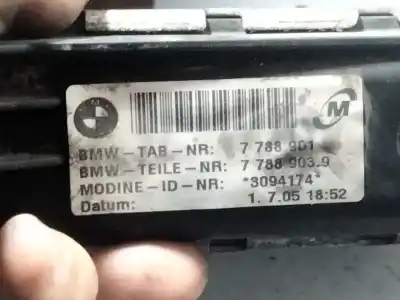 BMW-TAB-NR: 7 788 901
BMW-TEILE-NR: 7 788 903.9
MODINE-ID-NR: *3094174*
Datum: 1. 7.05 18:52